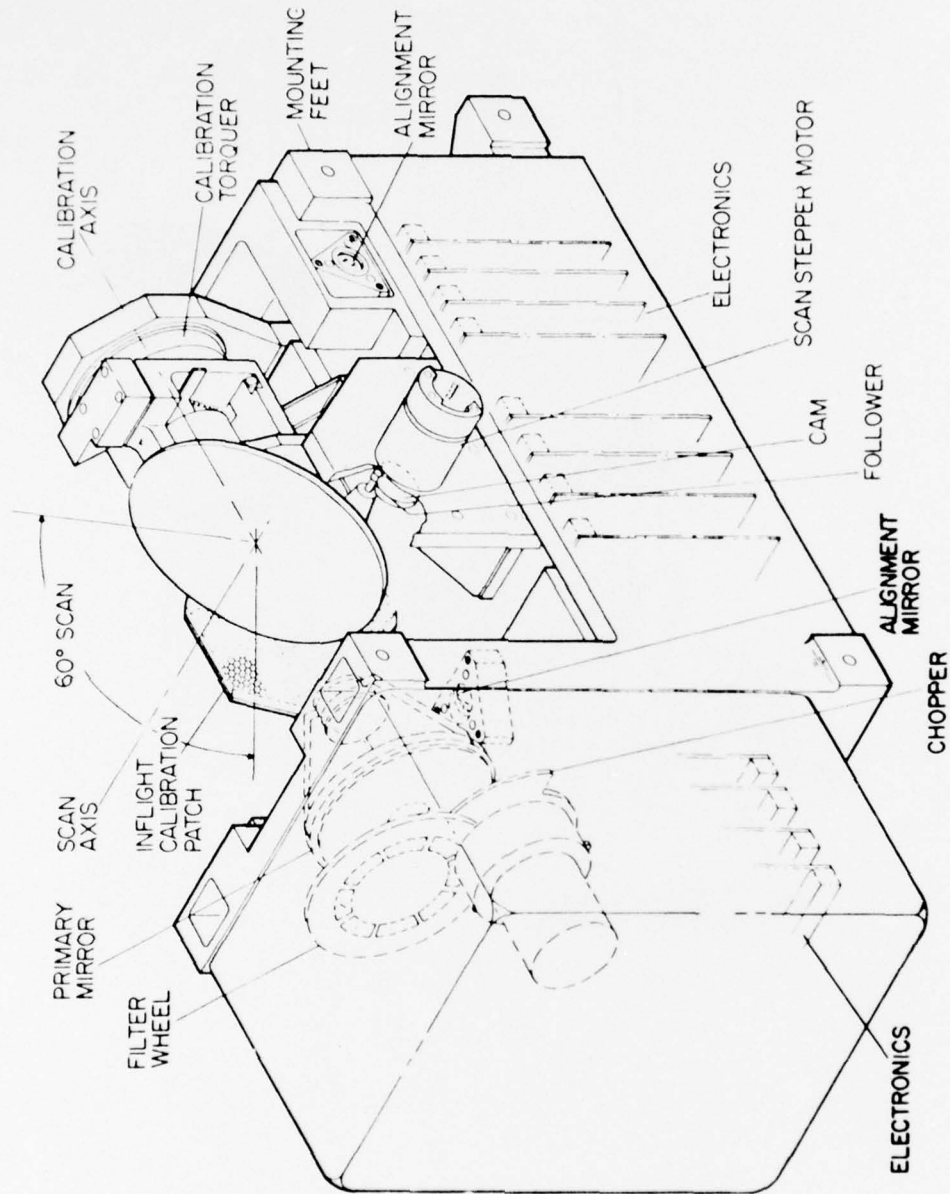 CALIBRATION
AXIS
CALIBRATION
TORQUER
MOUNTING
FEET
ALIGNMENT
MIRROR
60° SCAN
SCAN
AXIS
INFLIGHT
CALIBRATION
PATCH
PRIMARY
MIRROR
FILTER
WHEEL
ELECTRONICS
SCAN STEPPER MOTOR
CAM
FOLLOWER
ALIGNMENT
MIRROR
CHOPPER
ELECTRONICS